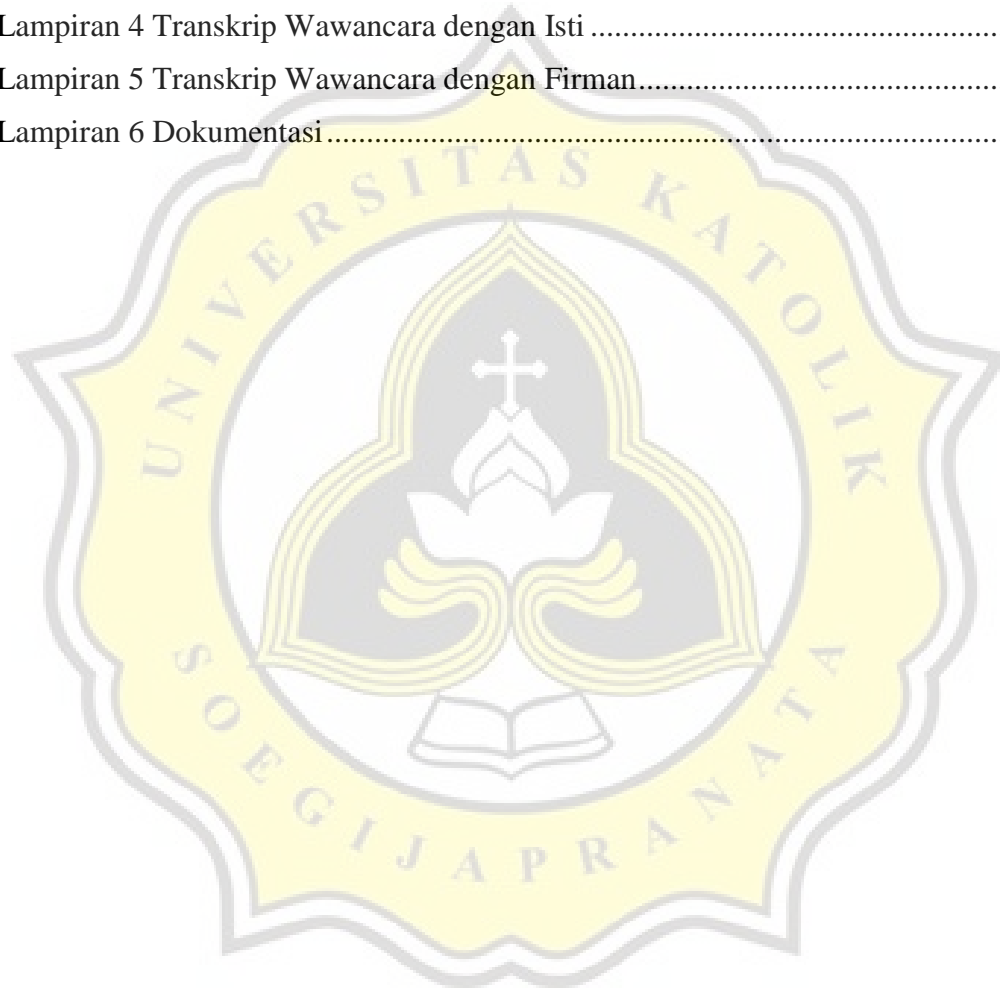 Lampiran 4 Transkrip Wawancara dengan Isti ..................................................
Lampiran 5 Transkrip Wawancara dengan Firman............................................
Lampiran 6 Dokumentasi...................................................................................
UNIVERSITAS KATOLIK
SOEGIJAPRANATA